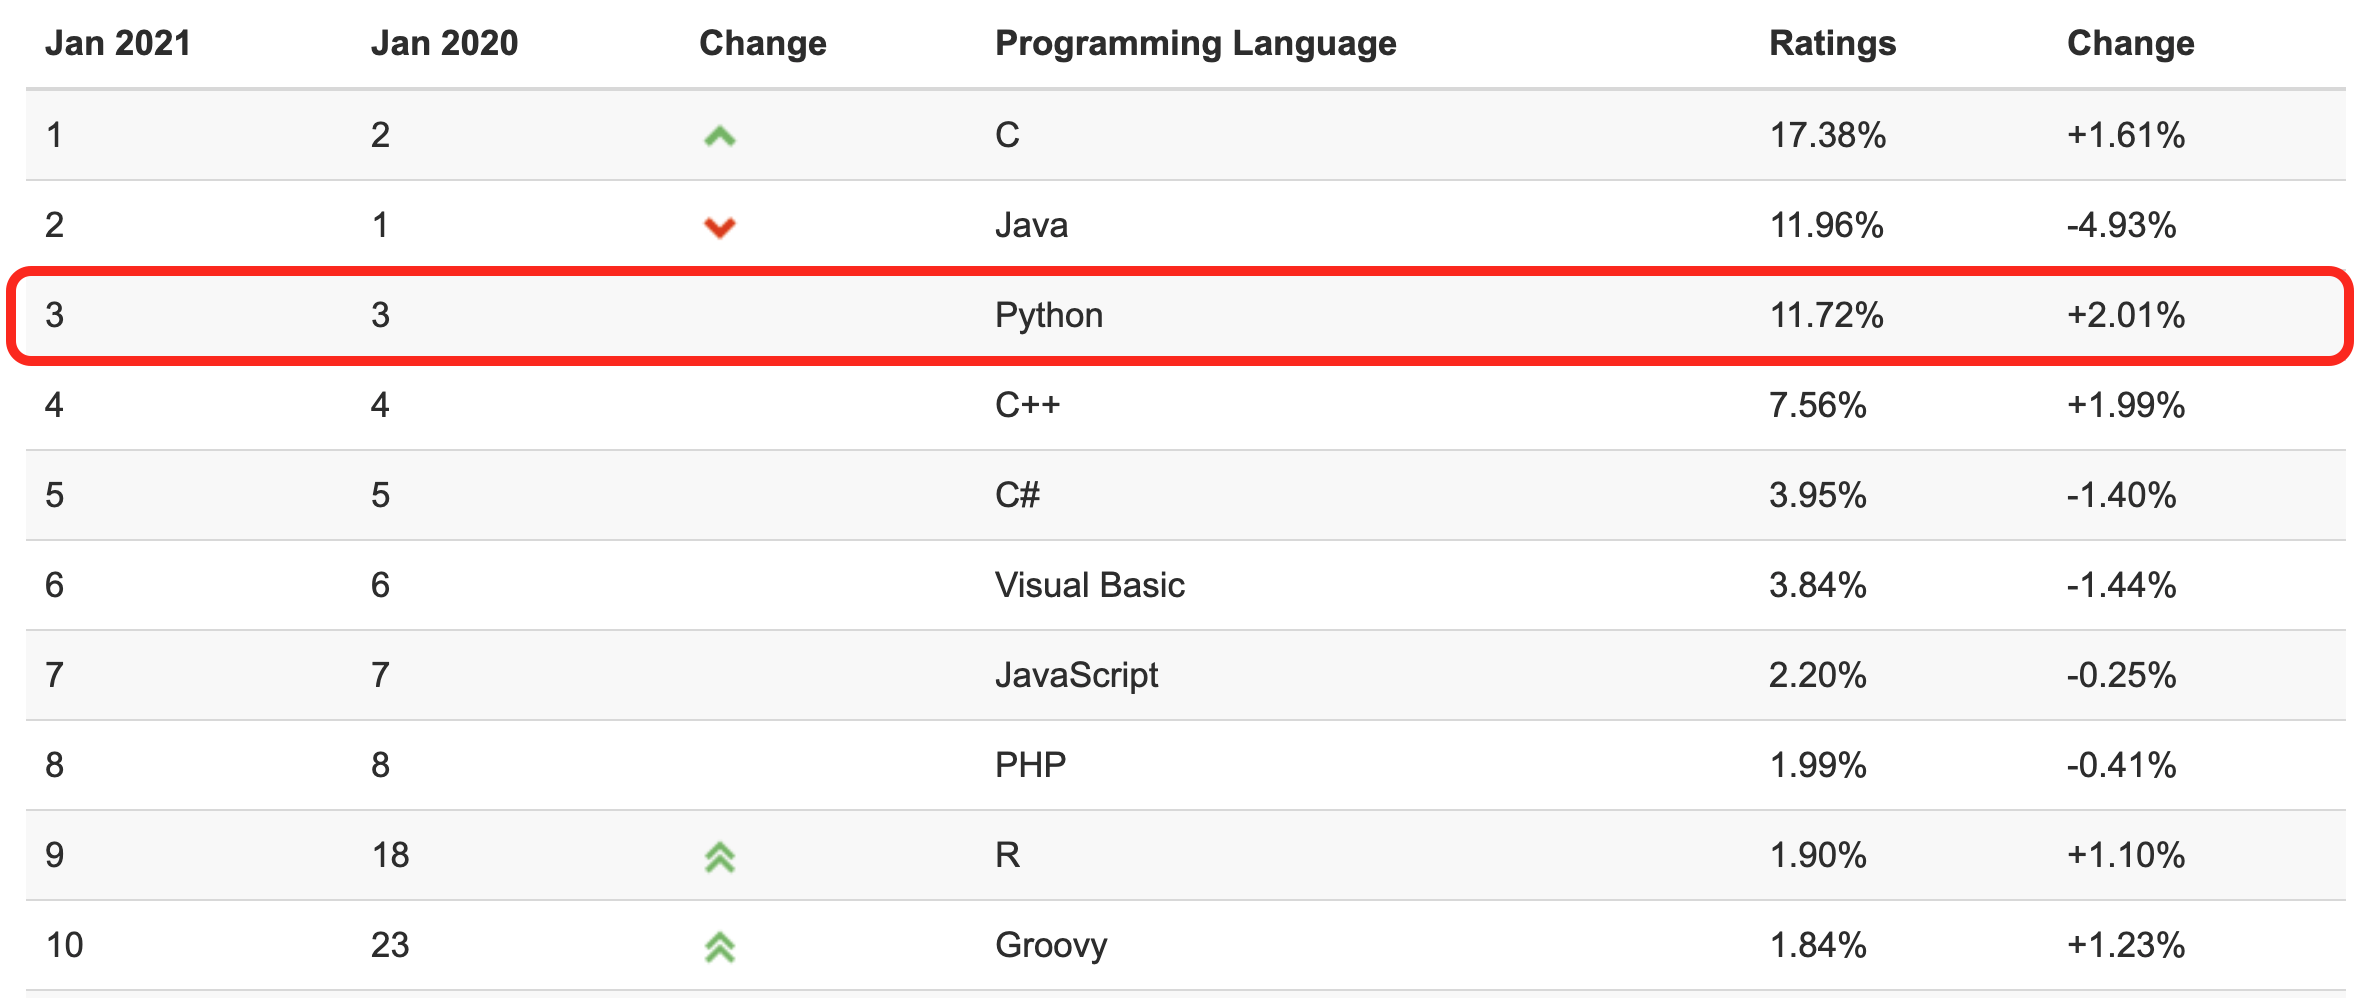 Jan 2021 Jan 2020 Change Programming Language Ratings Change
1 2 C 17.38% +1.61%
2 1 Java 11.96% -4.93%
3 3 Python 11.72% +2.01%
4 4 C++ 7.56% +1.99%
5 5 C# 3.95% -1.40%
6 6 Visual Basic 3.84% -1.44%
7 7 JavaScript 2.20% -0.25%
8 8 PHP 1.99% -0.41%
9 18 R 1.90% +1.10%
10 23 Groovy 1.84% +1.23%